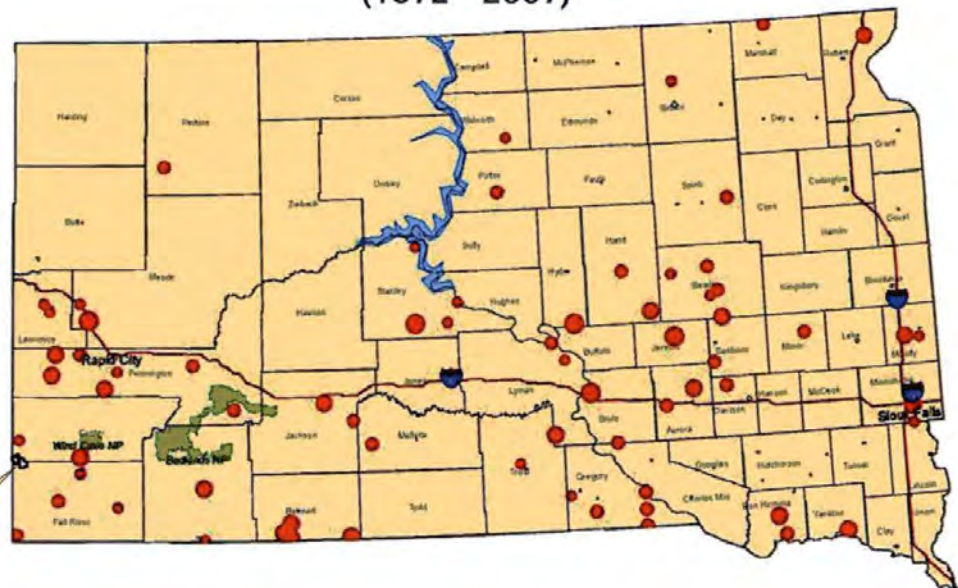 Campbell
McPherson
Marshall
Roberts
Harding
Perkins
Corson
Walworth
Edmunds
Brown
Day
Grant
Butte
Ziebach
Dewey
Potter
Faulk
Spink
Clark
Codington
Hamlin
Deuel
Meade
Stanley
Sully
Hyde
Hand
Beadle
Kingsbury
Brookings
Haakon
Hughes
Lawrence
Rapid City
Pennington
Jones
Lyman
Buffalo
Jerauld
Sanborn
Miner
Lake
Moody
Custer
Wind Cave NP
Badlands NP
Jackson
Mellette
Brule
Aurora
Davison
Hanson
McCook
Minnehaha
Sioux Falls
Fall River
Bennett
Todd
Tripp
Gregory
Charles Mix
Douglas
Hutchinson
Turner
Lincoln
Bon Homme
Yankton
Clay
Union